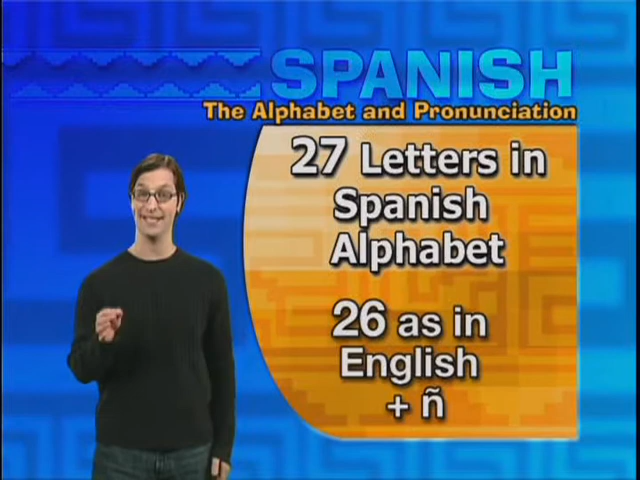 SPANISH
The Alphabet and Pronunciation
27 Letters in
Spanish
Alphabet
26 as in
English
+ ñ